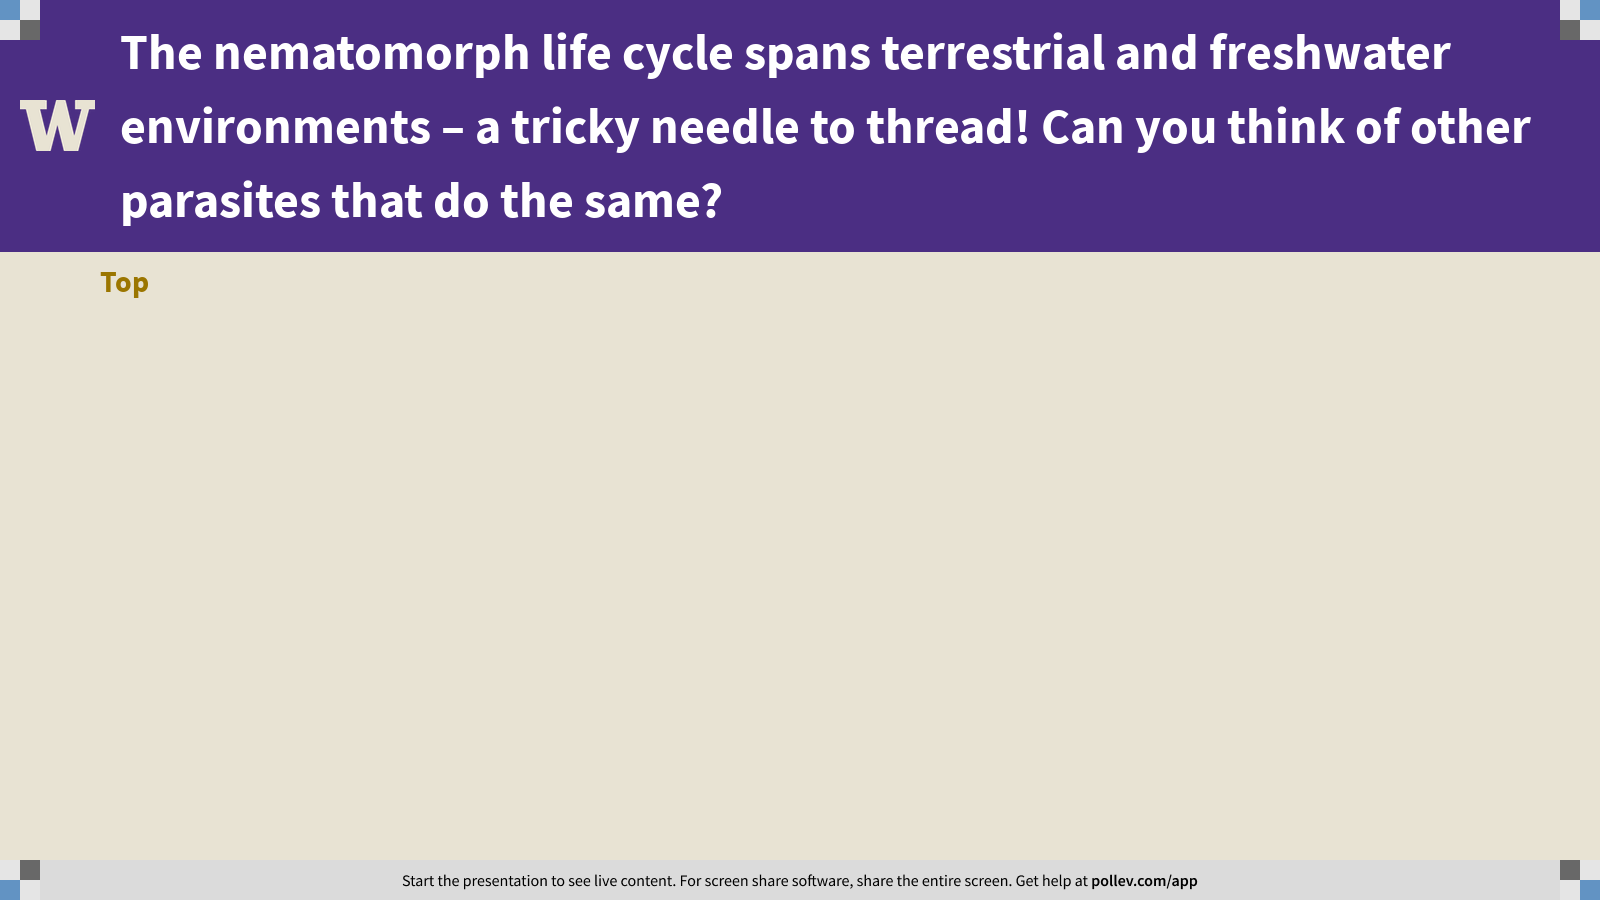 The nematomorph life cycle spans terrestrial and freshwater
W
environments – a tricky needle to thread! Can you think of other
parasites that do the same?
Top
Start the presentation to see live content. For screen share software, share the entire screen. Get help at pollev.com/app